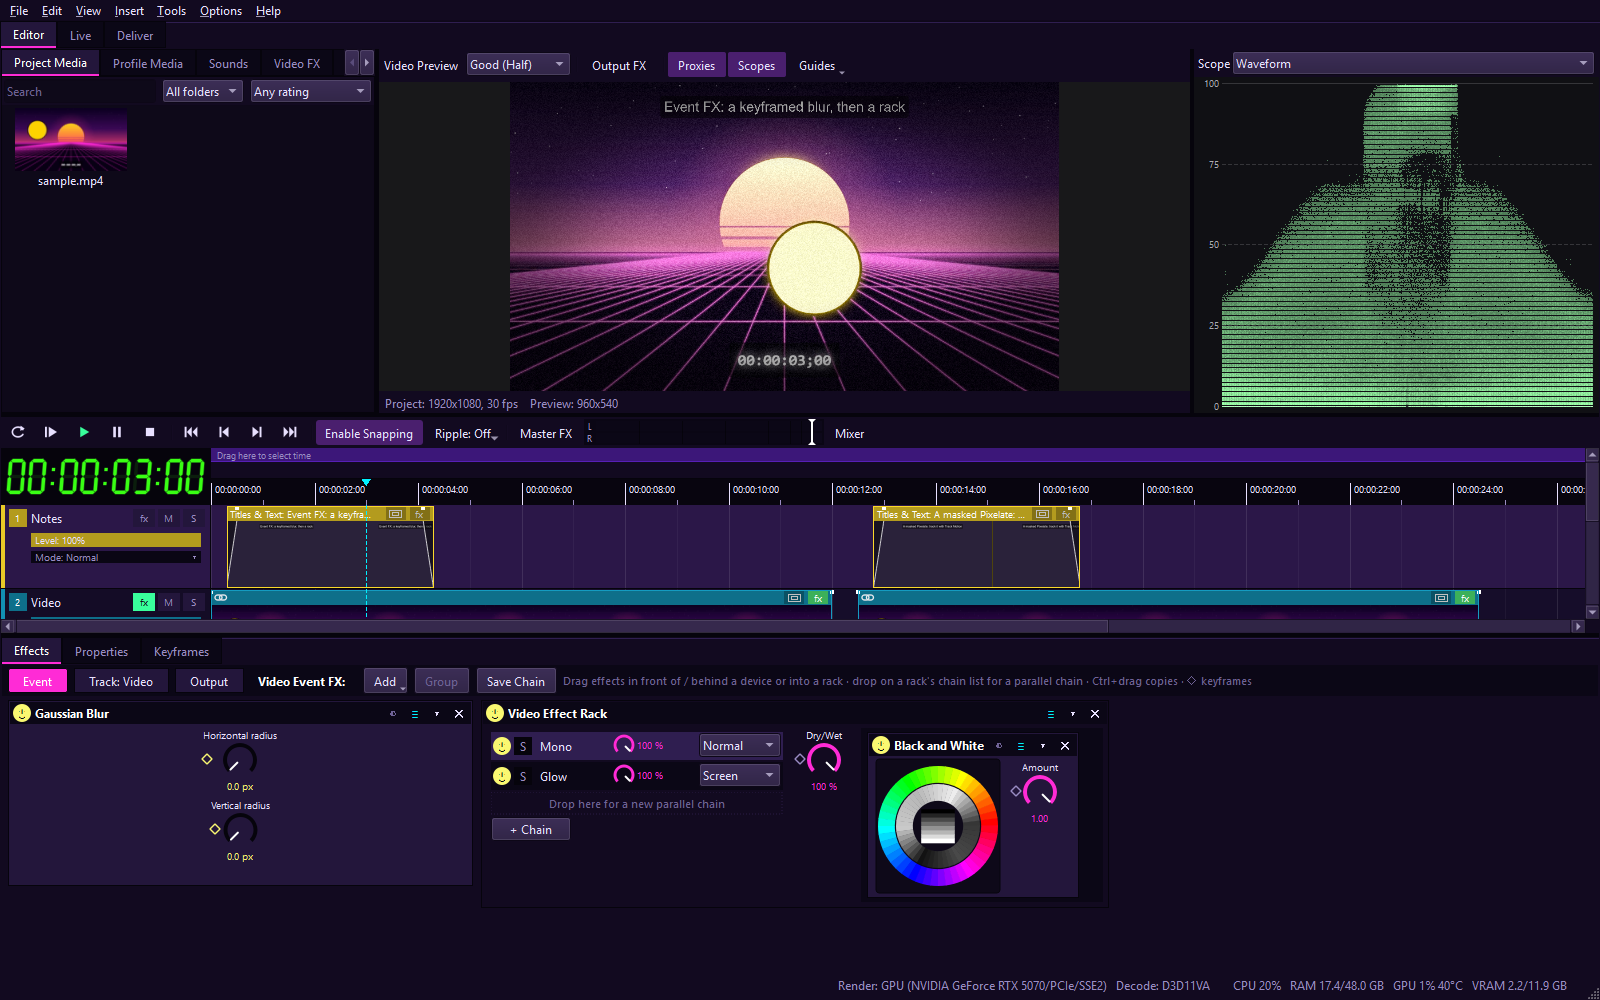 File Edit View Insert Tools Options Help
Editor Live Deliver
Project Media Profile Media Sounds Video FX
Search All folders Any rating
sample.mp4
Video Preview Good (Half) Output FX Proxies Scopes Guides
Event FX: a keyframed blur, then a rack
00:00:03;00
Project: 1920x1080, 30 fps Preview: 960x540
Scope Waveform
100
75
50
25
0
Enable Snapping Ripple: Off Master FX L R Mixer
00:00:03:00
Drag here to select time
00:00:00:00 00:00:02:00 00:00:04:00 00:00:06:00 00:00:08:00 00:00:10:00 00:00:12:00 00:00:14:00 00:00:16:00 00:00:18:00 00:00:20:00 00:00:22:00 00:00:24:00 00:00:
1 Notes fx M S
Level: 100%
Mode: Normal
Titles & Text: Event FX: a keyfra... fx
Titles & Text: A masked Pixelate: ... fx
2 Video fx M S
fx
fx
Effects Properties Keyframes
Event Track: Video Output Video Event FX: Add Group Save Chain Drag effects in front of / behind a device or into a rack · drop on a rack's chain list for a parallel chain · Ctrl+drag copies · ◇ keyframes
Gaussian Blur
Horizontal radius
0.0 px
Vertical radius
0.0 px
Video Effect Rack
S Mono 100 % Normal
S Glow 100 % Screen
Drop here for a new parallel chain
+ Chain
Dry/Wet
100 %
Black and White
Amount
1.00
Render: GPU (NVIDIA GeForce RTX 5070/PCIe/SSE2) Decode: D3D11VA CPU 20% RAM 17.4/48.0 GB GPU 1% 40°C VRAM 2.2/11.9 GB